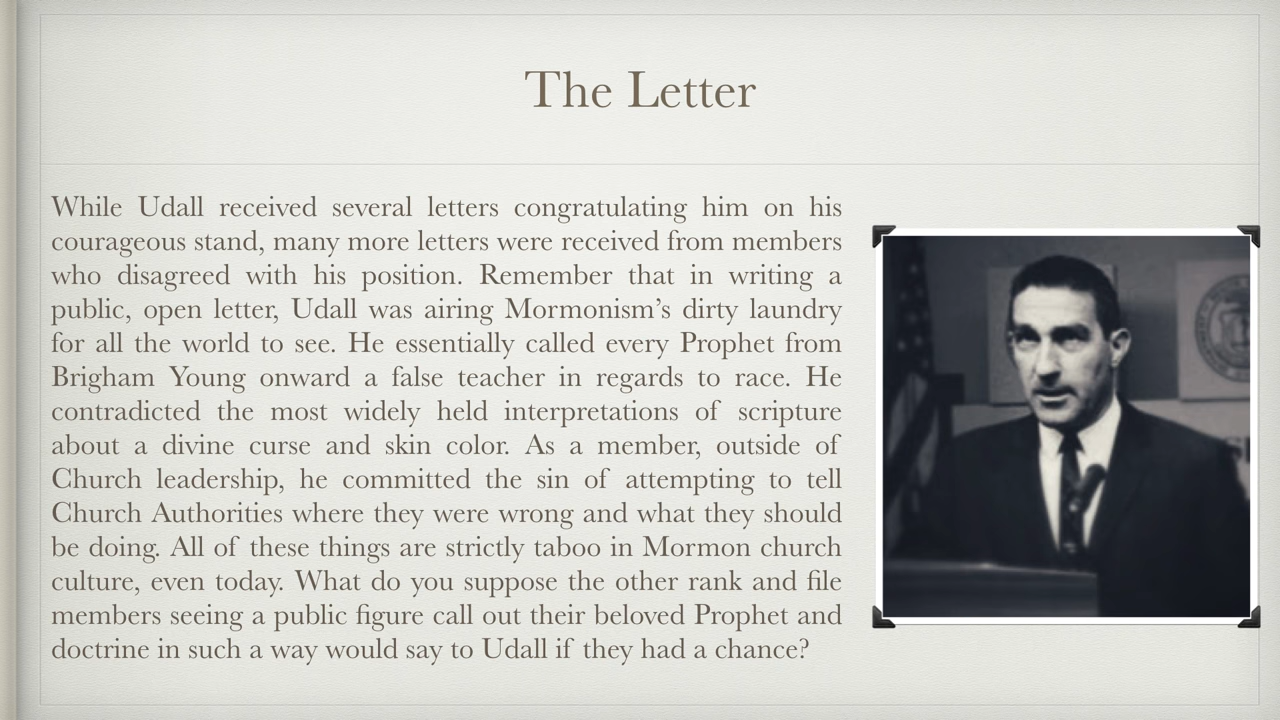 The Letter
While Udall received several letters congratulating him on his
courageous stand, many more letters were received from members
who disagreed with his position. Remember that in writing a
public, open letter, Udall was airing Mormonism’s dirty laundry
for all the world to see. He essentially called every Prophet from
Brigham Young onward a false teacher in regards to race. He
contradicted the most widely held interpretations of scripture
about a divine curse and skin color. As a member, outside of
Church leadership, he committed the sin of attempting to tell
Church Authorities where they were wrong and what they should
be doing. All of these things are strictly taboo in Mormon church
culture, even today. What do you suppose the other rank and file
members seeing a public figure call out their beloved Prophet and
doctrine in such a way would say to Udall if they had a chance?